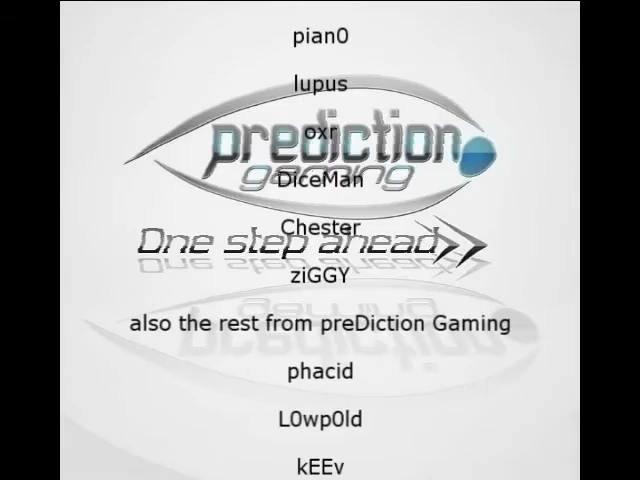 pian0
lupus
oxr
prediction
gaming
DiceMan
Chester
One step ahead>>
ziGGY
also the rest from preDiction Gaming
phacid
L0wp0ld
kEEv